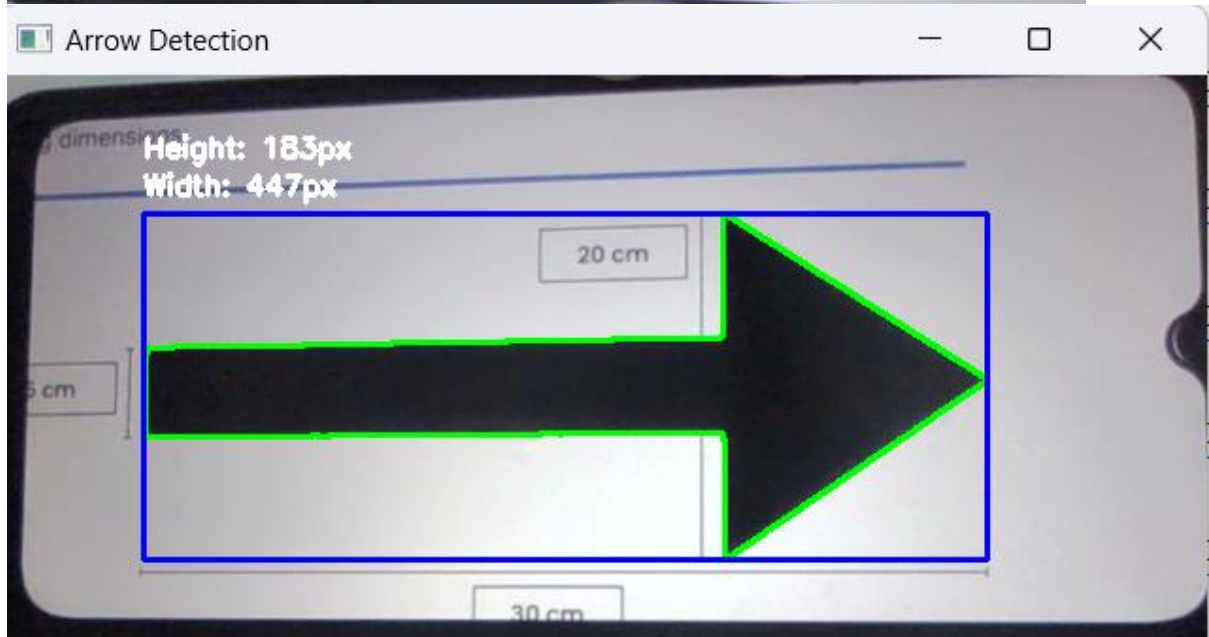 Arrow Detection
dimensions
Height: 183px
Width: 447px
20 cm
cm
30 cm